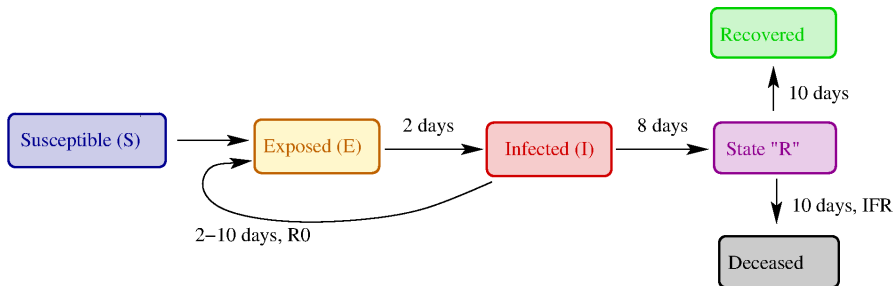 Recovered
10 days
Susceptible (S)
Exposed (E)
2 days
Infected (I)
8 days
State "R"
2−10 days, R0
10 days, IFR
Deceased